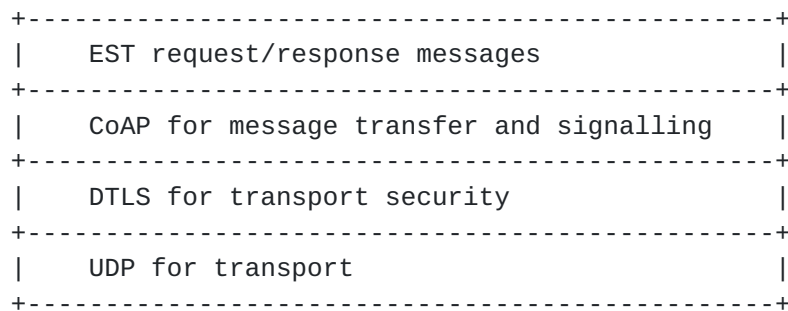 +------------------------------------------------+
|    EST request/response messages               |
+------------------------------------------------+
|    CoAP for message transfer and signalling    |
+------------------------------------------------+
|    DTLS for transport security                 |
+------------------------------------------------+
|    UDP for transport                           |
+------------------------------------------------+